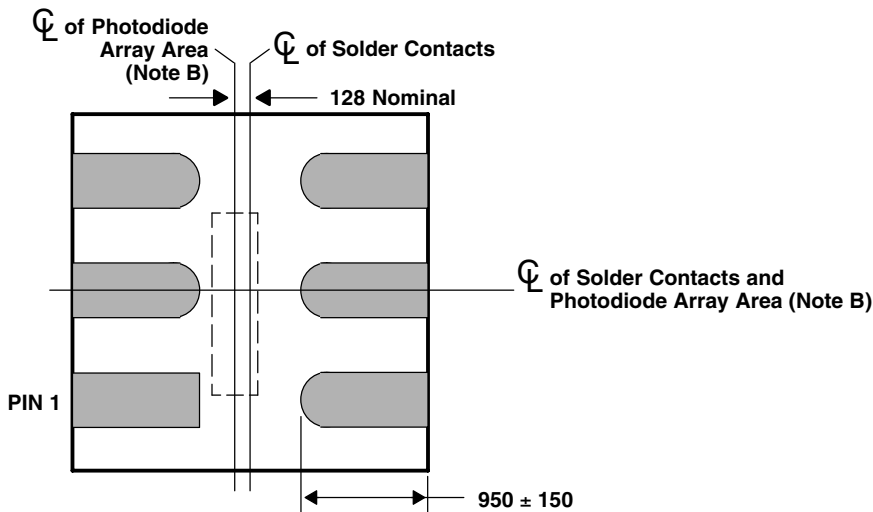 ℄ of Photodiode
Array Area
(Note B)
℄ of Solder Contacts
128 Nominal
℄ of Solder Contacts and
Photodiode Array Area (Note B)
PIN 1
950 ± 150